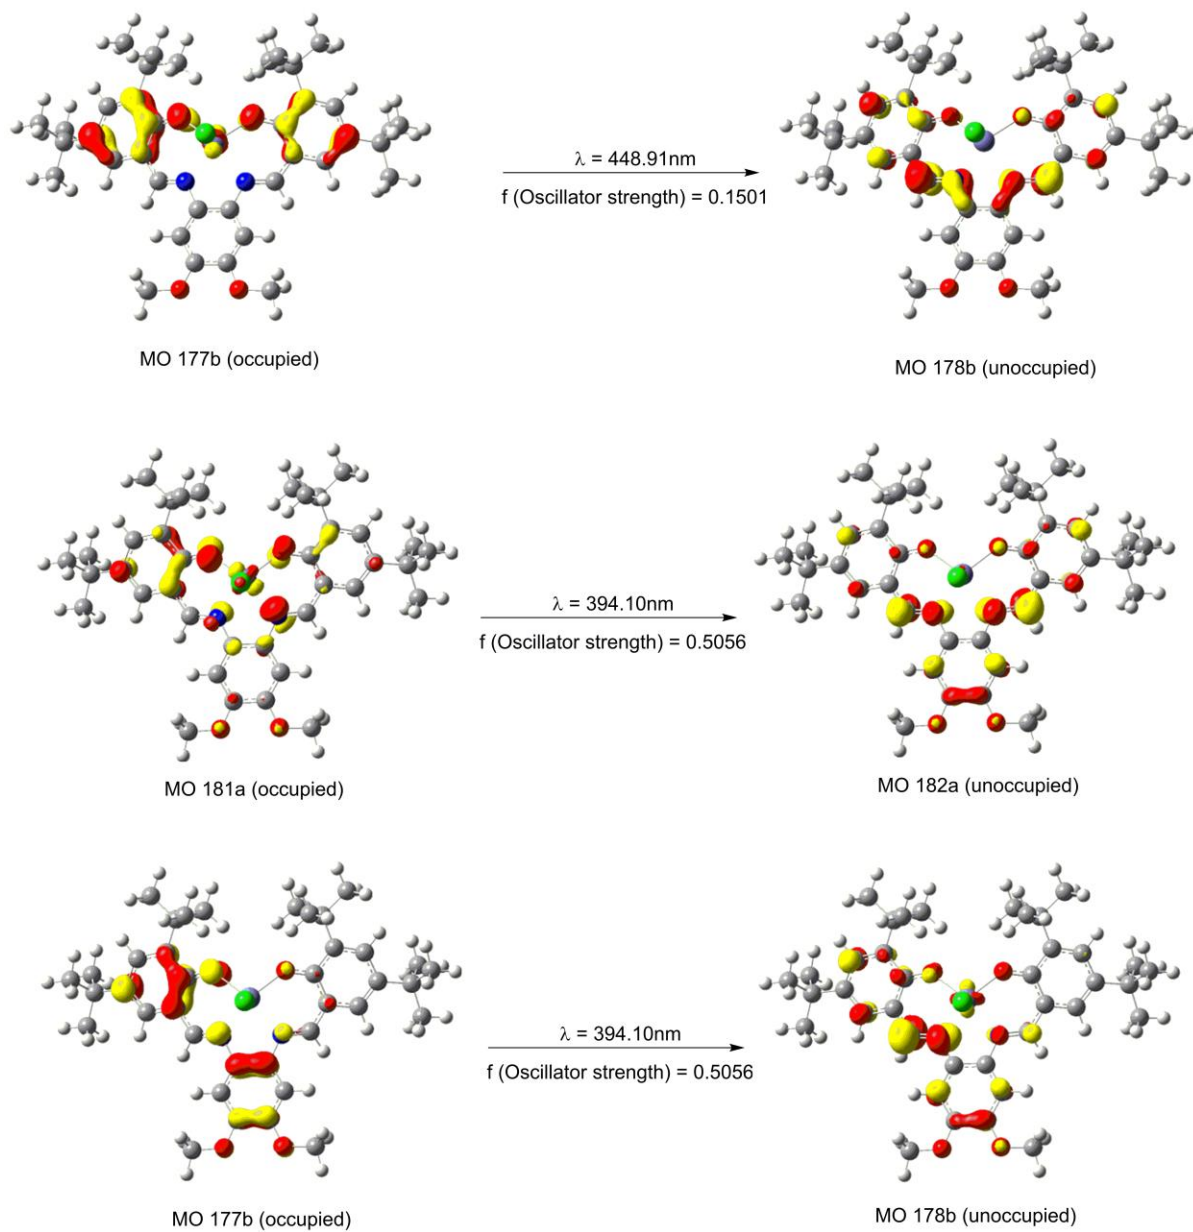 λ = 448.91nm
f (Oscillator strength) = 0.1501
MO 177b (occupied)
MO 178b (unoccupied)
λ = 394.10nm
f (Oscillator strength) = 0.5056
MO 181a (occupied)
MO 182a (unoccupied)
λ = 394.10nm
f (Oscillator strength) = 0.5056
MO 177b (occupied)
MO 178b (unoccupied)